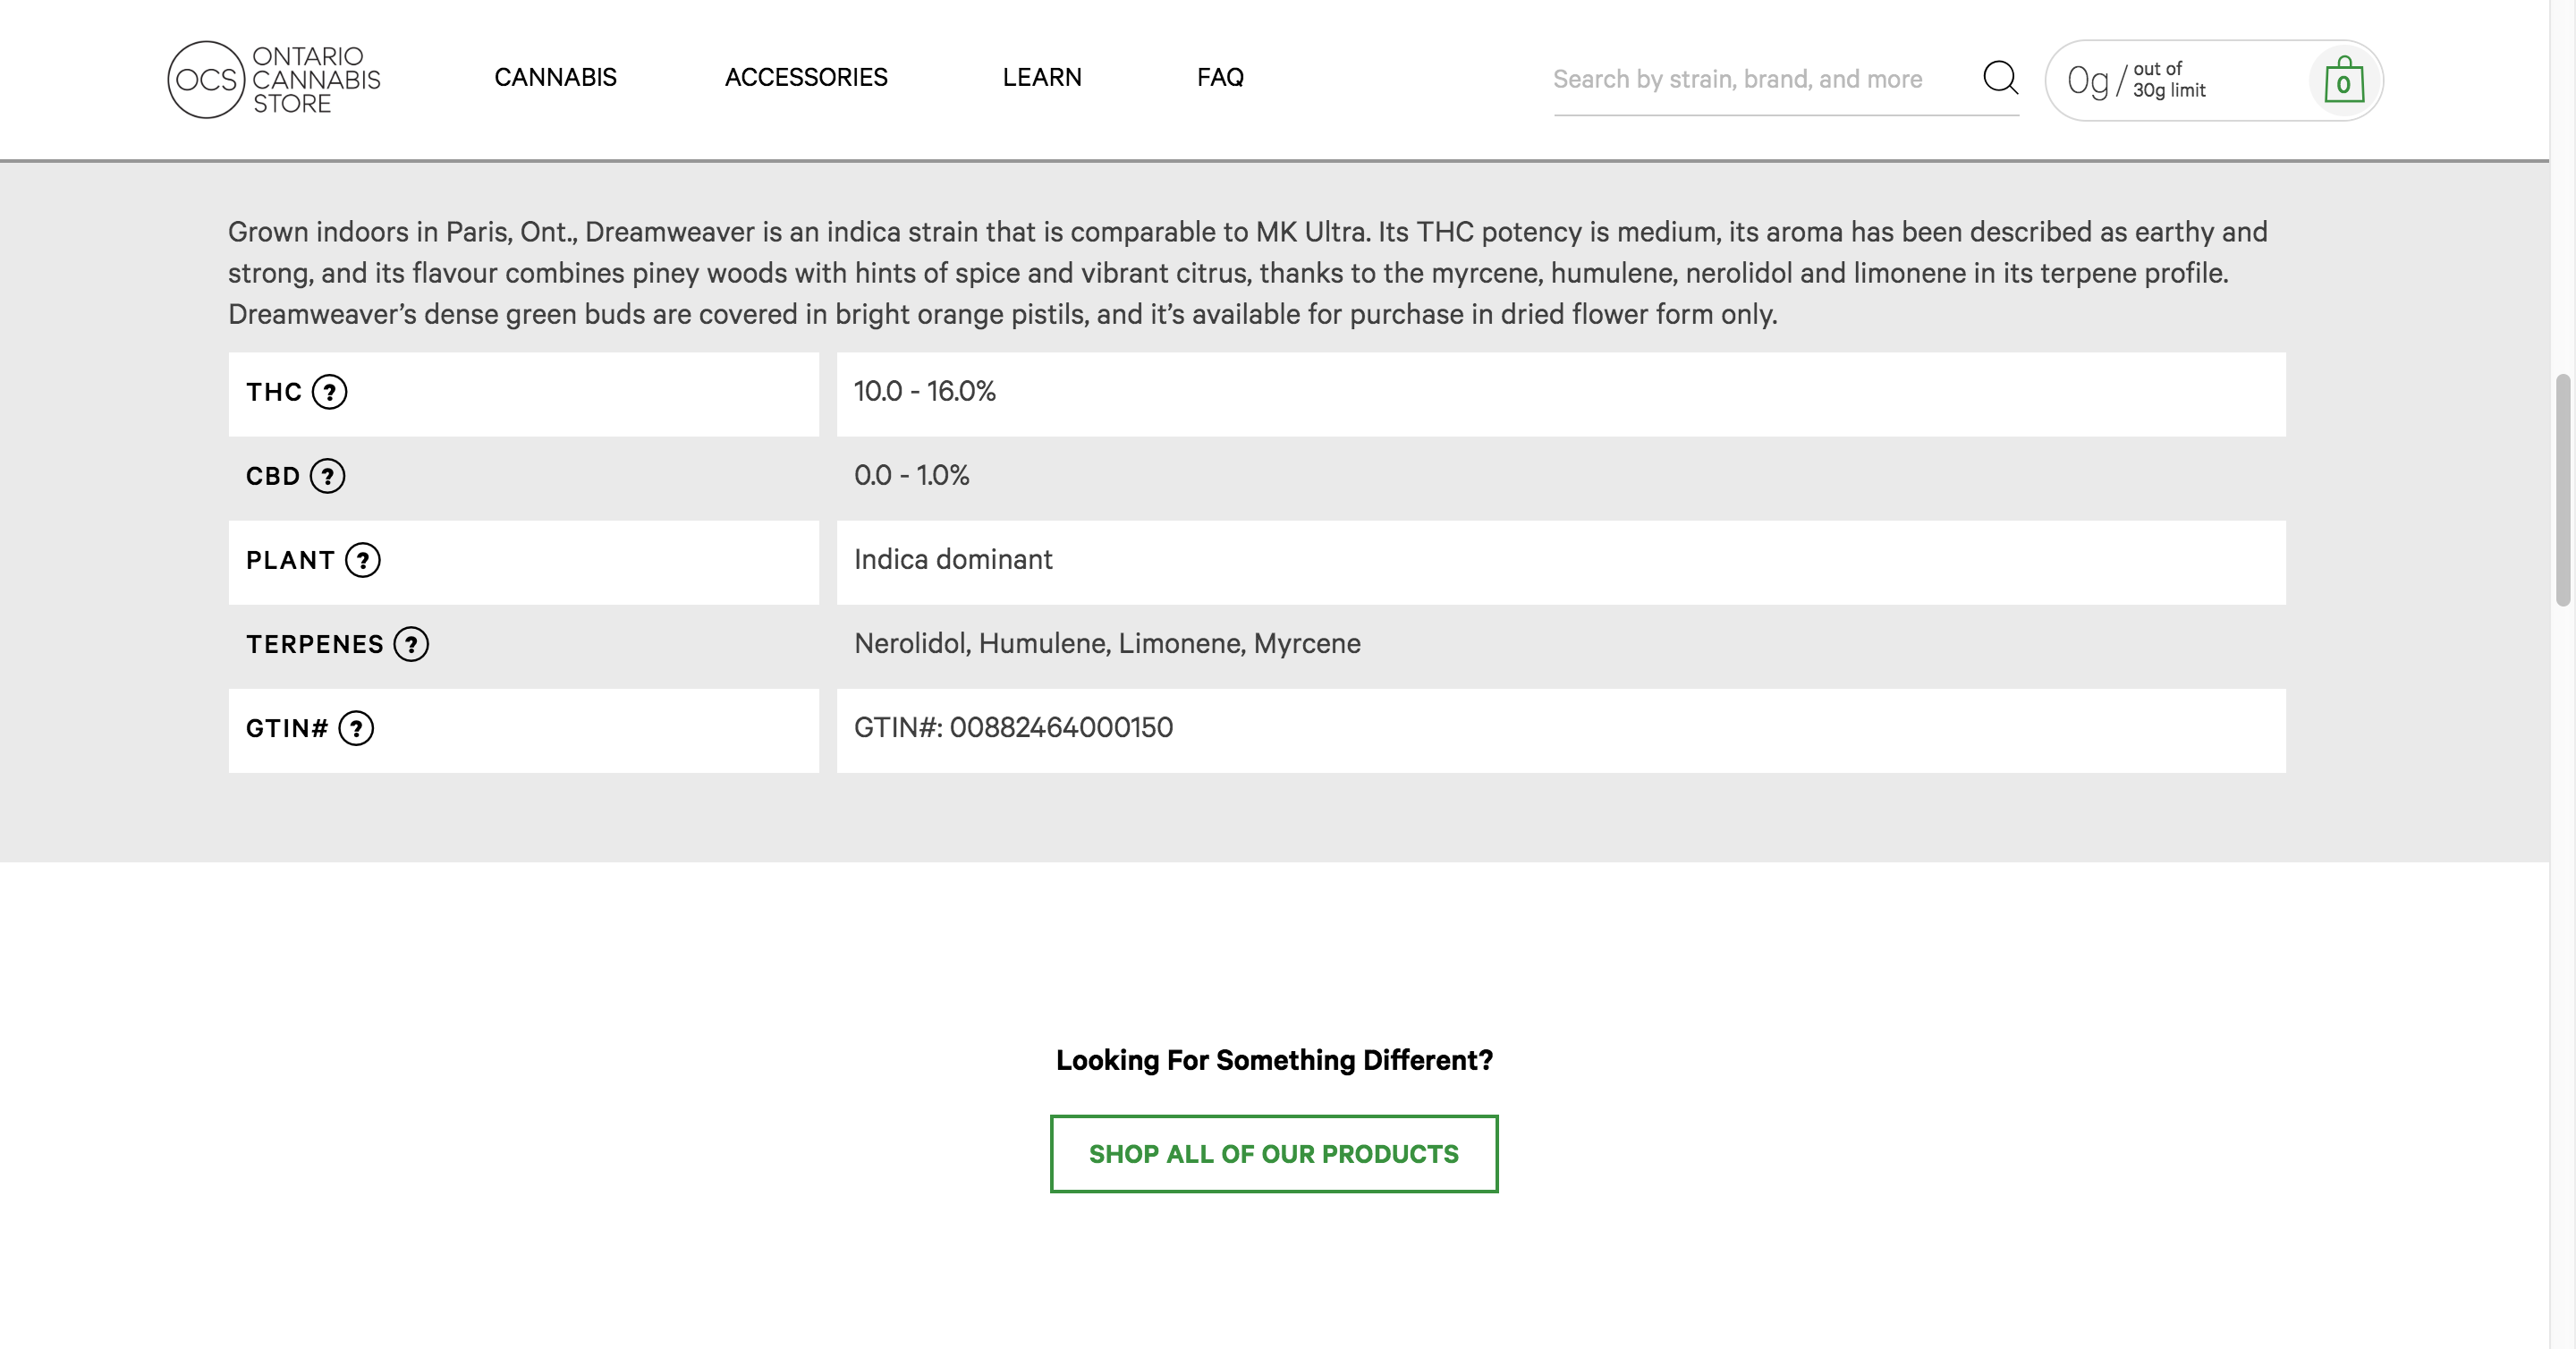 OCS ONTARIO
CANNABIS
STORE
CANNABIS
ACCESSORIES
LEARN
FAQ
Search by strain, brand, and more
0g / out of
30g limit
0
Grown indoors in Paris, Ont., Dreamweaver is an indica strain that is comparable to MK Ultra. Its THC potency is medium, its aroma has been described as earthy and
strong, and its flavour combines piney woods with hints of spice and vibrant citrus, thanks to the myrcene, humulene, nerolidol and limonene in its terpene profile.
Dreamweaver’s dense green buds are covered in bright orange pistils, and it’s available for purchase in dried flower form only.
THC ? 10.0 - 16.0%
CBD ? 0.0 - 1.0%
PLANT ? Indica dominant
TERPENES ? Nerolidol, Humulene, Limonene, Myrcene
GTIN# ? GTIN#: 00882464000150
Looking For Something Different?
SHOP ALL OF OUR PRODUCTS